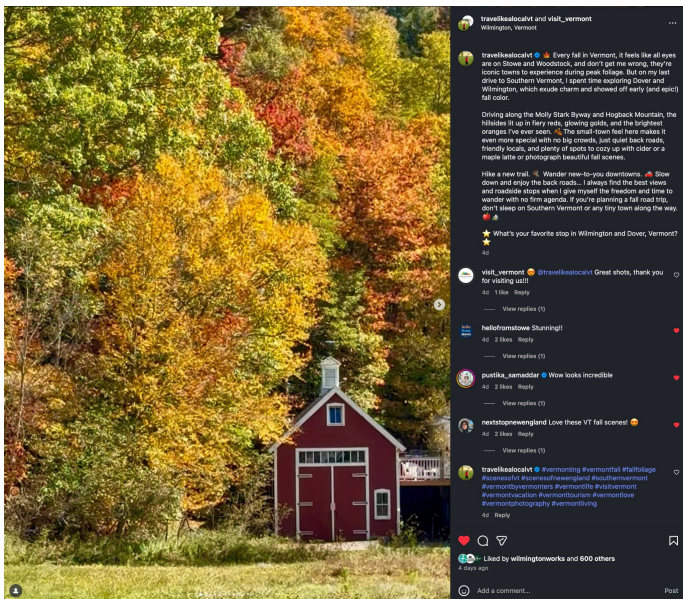 travelikealocalvt and visit_vermont
Wilmington, Vermont
travelikealocalvt 🍁 Every fall in Vermont, it feels like all eyes
are on Stowe and Woodstock, and don't get me wrong, they're
iconic towns to experience during peak foliage. But on my last
drive to Southern Vermont, I spent time exploring Dover and
Wilmington, which exude charm and showed off early (and epic!)
fall color.
Driving along the Molly Stark Byway and Hogback Mountain, the
hillsides lit up in fiery reds, glowing golds, and the brightest
oranges I've ever seen. 🍂 The small-town feel here makes it
even more special with no big crowds, just quiet back roads,
friendly locals, and plenty of spots to cozy up with cider or a
maple latte or photograph beautiful fall scenes.
Hike a new trail. 🥾 Wander new-to-you downtowns. 🚗 Slow
down and enjoy the back roads... I always find the best views
and roadside stops when I give myself the freedom and time to
wander with no firm agenda. If you're planning a fall road trip,
don't sleep on Southern Vermont or any tiny town along the way.
⭐ What's your favorite stop in Wilmington and Dover, Vermont?
⭐
4d
visit_vermont 😍 @travelikealocalvt Great shots, thank you
for visiting us!!!
4d 1 like Reply
View replies (1)
hellofromstowe Stunning!!
4d 2 likes Reply
View replies (1)
pustika_samaddar Wow looks incredible
4d 2 likes Reply
View replies (1)
nextstopnewengland Love these VT fall scenes! 😍
4d 2 likes Reply
View replies (1)
travelikealocalvt #vermonting #vermontfall #fallfoliage
#scenesofvt #scenesofnewengland #southernvermont
#vermontbyvermonters #vermontlife #visitvermont
#vermontvacation #vermonttourism #vermontlove
#vermontphotography #vermontliving
4d Reply
Liked by wilmingtonworks and 600 others
4 days ago
Add a comment...
Post